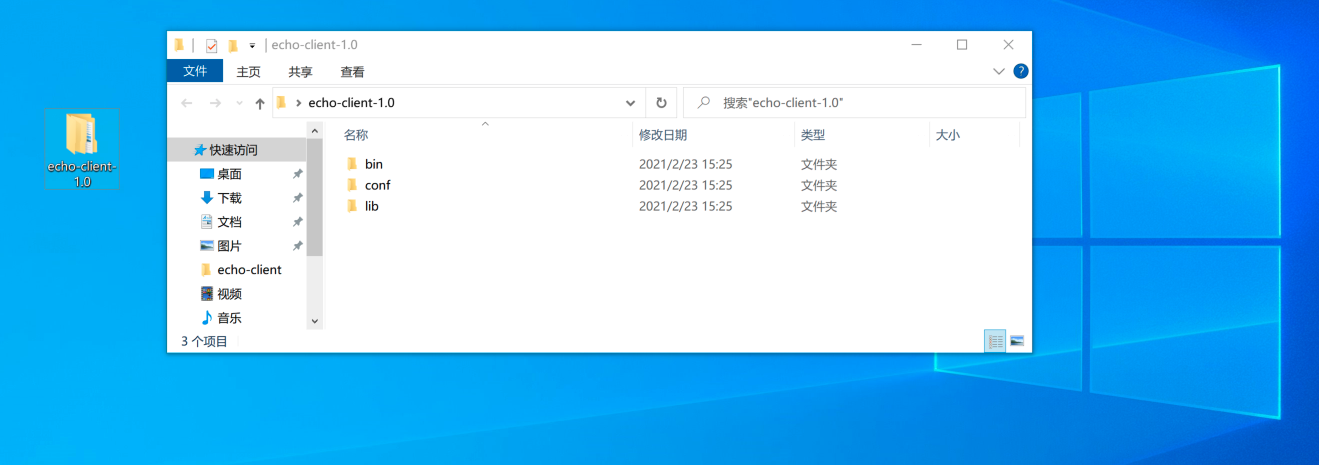 echo-client-1.0
文件 主页 共享 查看
echo-client-1.0 搜索"echo-client-1.0"
名称 修改日期 类型 大小
快速访问
桌面
下载
文档
图片
echo-client
视频
音乐
bin 2021/2/23 15:25 文件夹
conf 2021/2/23 15:25 文件夹
lib 2021/2/23 15:25 文件夹
3 个项目
echo-client-
1.0